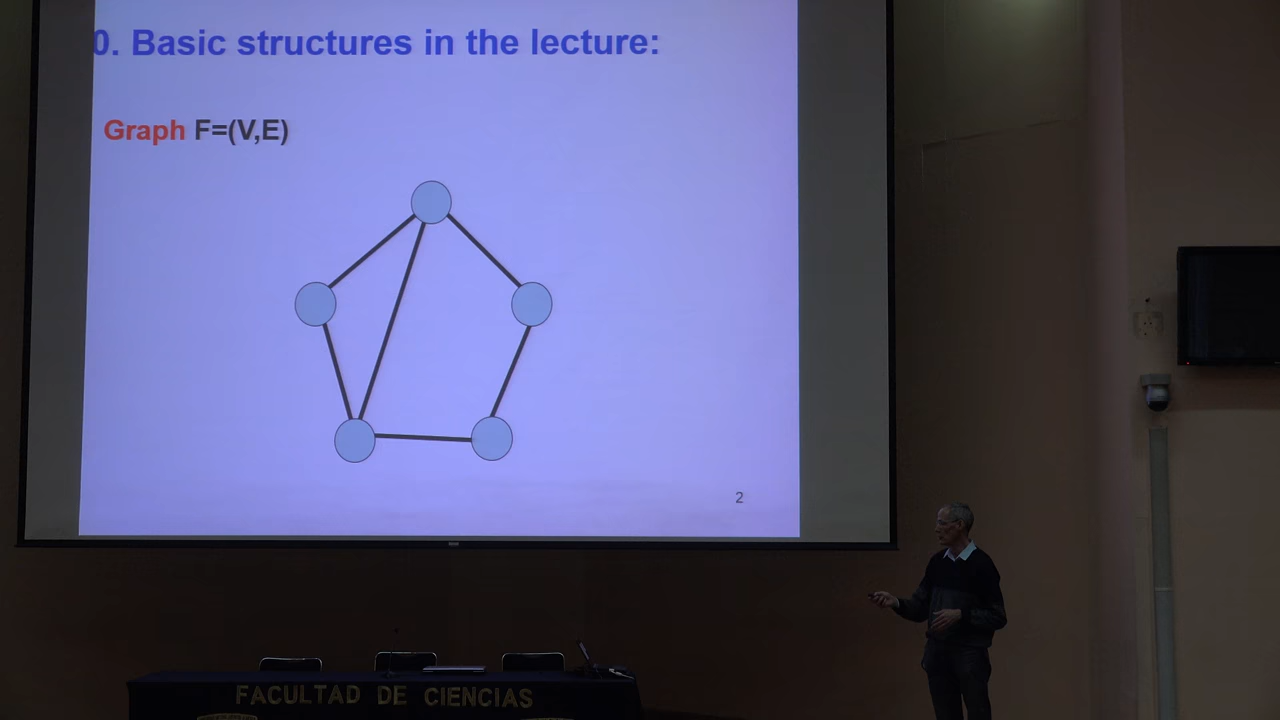 0. Basic structures in the lecture:
Graph F=(V,E)
2
FACULTAD DE CIENCIAS